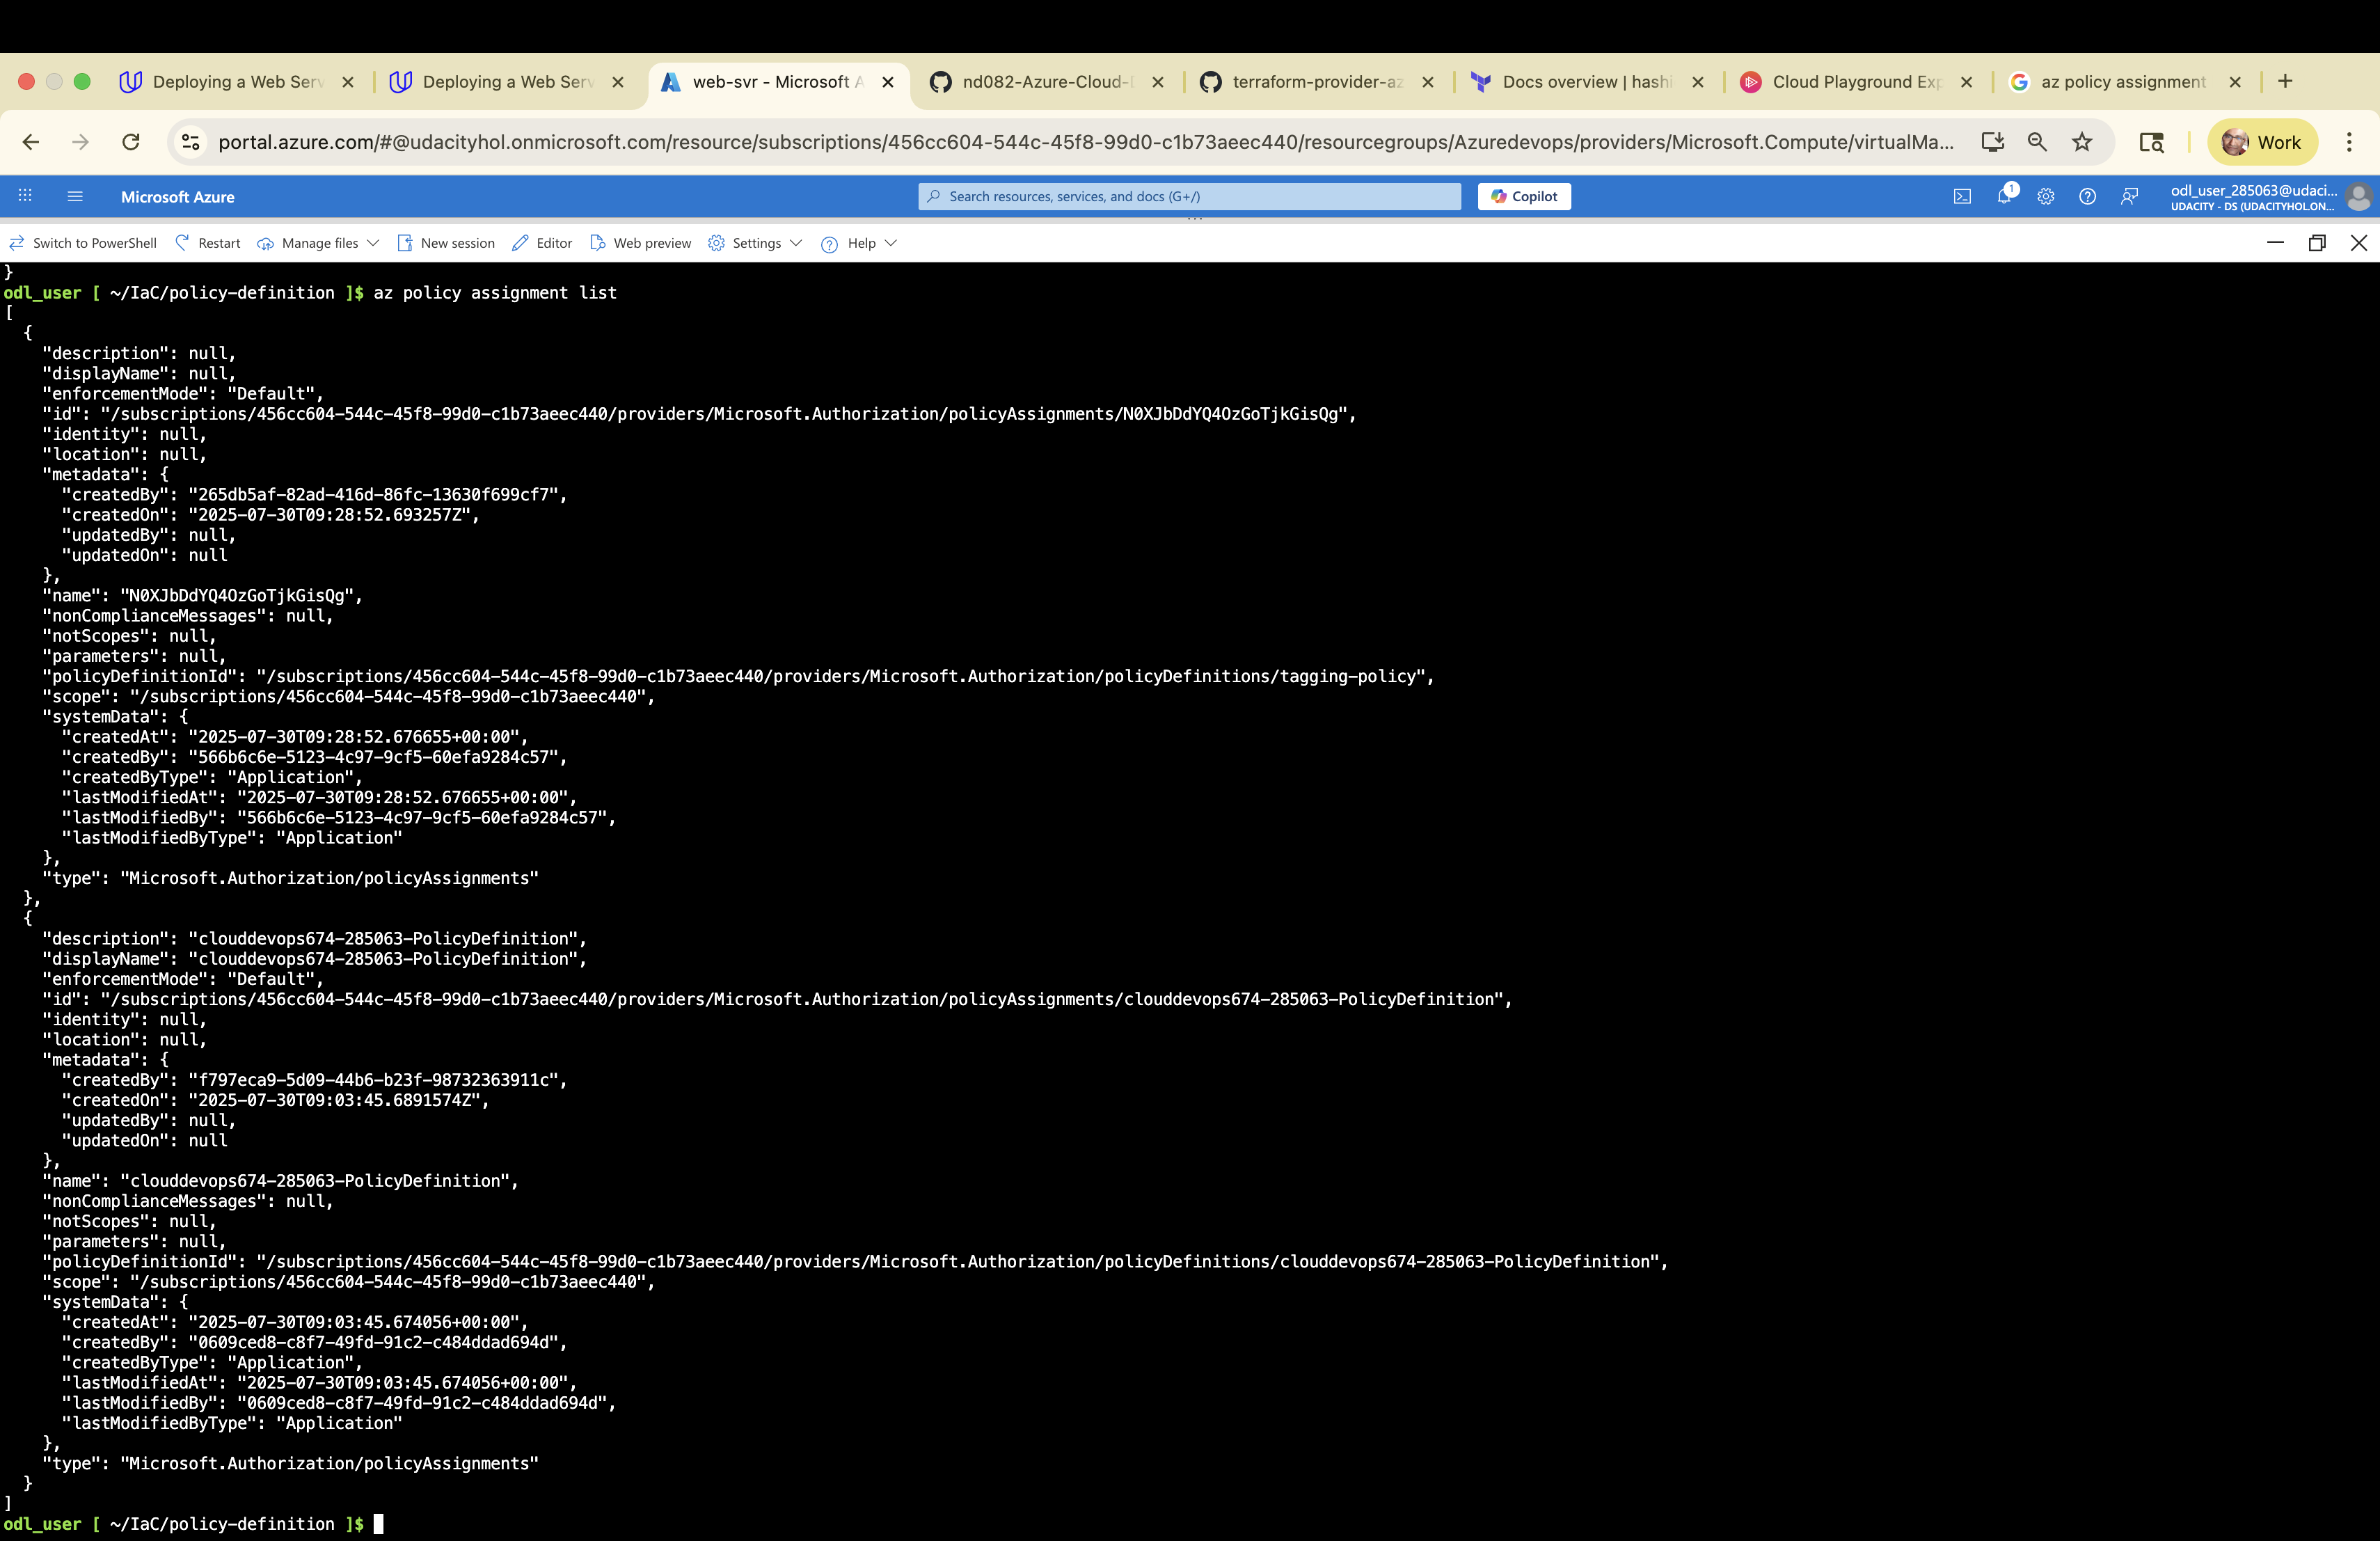 Deploying a Web Serv
Deploying a Web Serv
web-svr - Microsoft A
nd082-Azure-Cloud-
terraform-provider-az
Docs overview | hashi
Cloud Playground Exp
az policy assignment
portal.azure.com/#@udacityhol.onmicrosoft.com/resource/subscriptions/456cc604-544c-45f8-99d0-c1b73aeec440/resourcegroups/Azuredevops/providers/Microsoft.Compute/virtualMa...
Work
Microsoft Azure
Search resources, services, and docs (G+/)
Copilot
1
odl_user_285063@udaci...
UDACITY - DS (UDACITYHOL.ON...
Switch to PowerShell Restart Manage files New session Editor Web preview Settings Help
}
odl_user [ ~/IaC/policy-definition ]$ az policy assignment list
[
  {
    "description": null,
    "displayName": null,
    "enforcementMode": "Default",
    "id": "/subscriptions/456cc604-544c-45f8-99d0-c1b73aeec440/providers/Microsoft.Authorization/policyAssignments/N0XJbDdYQ4OzGoTjkGisQg",
    "identity": null,
    "location": null,
    "metadata": {
      "createdBy": "265db5af-82ad-416d-86fc-13630f699cf7",
      "createdOn": "2025-07-30T09:28:52.693257Z",
      "updatedBy": null,
      "updatedOn": null
    },
    "name": "N0XJbDdYQ4OzGoTjkGisQg",
    "nonComplianceMessages": null,
    "notScopes": null,
    "parameters": null,
    "policyDefinitionId": "/subscriptions/456cc604-544c-45f8-99d0-c1b73aeec440/providers/Microsoft.Authorization/policyDefinitions/tagging-policy",
    "scope": "/subscriptions/456cc604-544c-45f8-99d0-c1b73aeec440",
    "systemData": {
      "createdAt": "2025-07-30T09:28:52.676655+00:00",
      "createdBy": "566b6c6e-5123-4c97-9cf5-60efa9284c57",
      "createdByType": "Application",
      "lastModifiedAt": "2025-07-30T09:28:52.676655+00:00",
      "lastModifiedBy": "566b6c6e-5123-4c97-9cf5-60efa9284c57",
      "lastModifiedByType": "Application"
    },
    "type": "Microsoft.Authorization/policyAssignments"
  },
  {
    "description": "clouddevops674-285063-PolicyDefinition",
    "displayName": "clouddevops674-285063-PolicyDefinition",
    "enforcementMode": "Default",
    "id": "/subscriptions/456cc604-544c-45f8-99d0-c1b73aeec440/providers/Microsoft.Authorization/policyAssignments/clouddevops674-285063-PolicyDefinition",
    "identity": null,
    "location": null,
    "metadata": {
      "createdBy": "f797eca9-5d09-44b6-b23f-98732363911c",
      "createdOn": "2025-07-30T09:03:45.6891574Z",
      "updatedBy": null,
      "updatedOn": null
    },
    "name": "clouddevops674-285063-PolicyDefinition",
    "nonComplianceMessages": null,
    "notScopes": null,
    "parameters": null,
    "policyDefinitionId": "/subscriptions/456cc604-544c-45f8-99d0-c1b73aeec440/providers/Microsoft.Authorization/policyDefinitions/clouddevops674-285063-PolicyDefinition",
    "scope": "/subscriptions/456cc604-544c-45f8-99d0-c1b73aeec440",
    "systemData": {
      "createdAt": "2025-07-30T09:03:45.674056+00:00",
      "createdBy": "0609ced8-c8f7-49fd-91c2-c484ddad694d",
      "createdByType": "Application",
      "lastModifiedAt": "2025-07-30T09:03:45.674056+00:00",
      "lastModifiedBy": "0609ced8-c8f7-49fd-91c2-c484ddad694d",
      "lastModifiedByType": "Application"
    },
    "type": "Microsoft.Authorization/policyAssignments"
  }
]
odl_user [ ~/IaC/policy-definition ]$